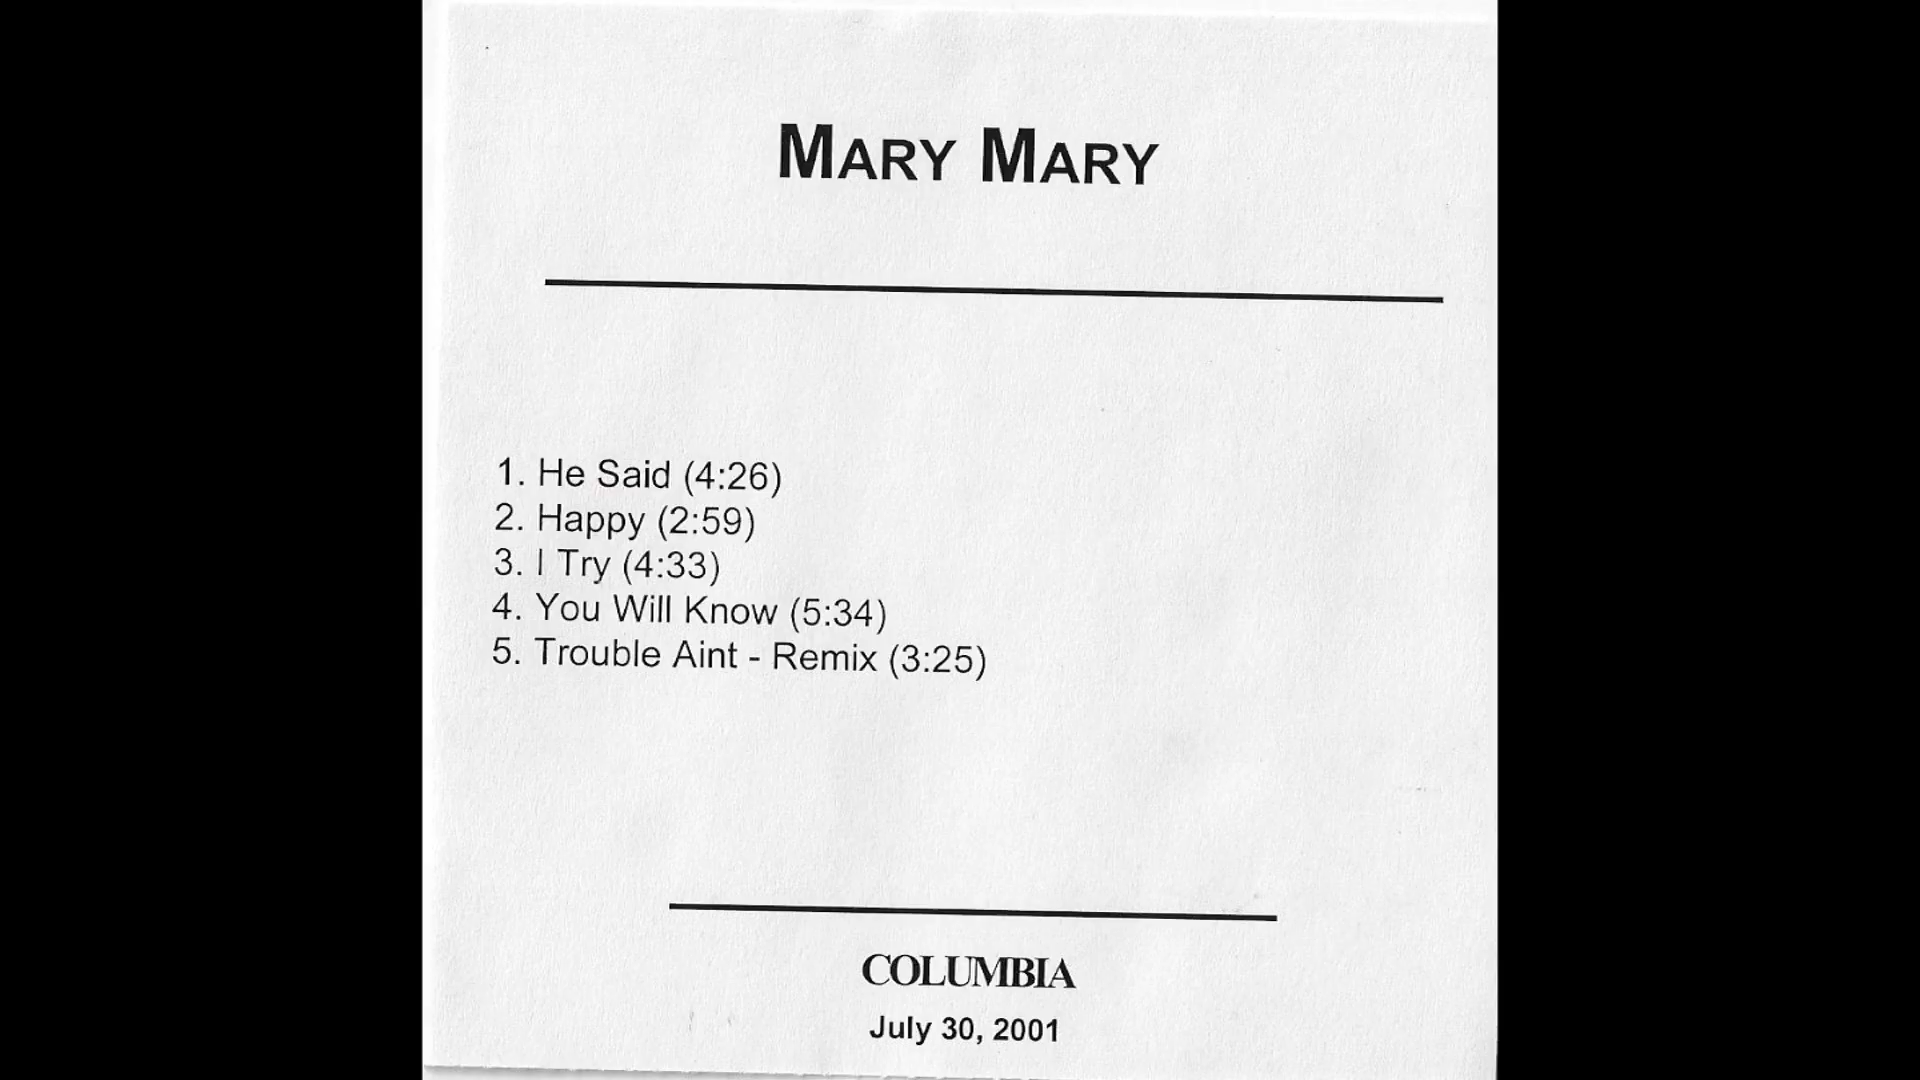 MARY MARY
1. He Said (4:26)
2. Happy (2:59)
3. I Try (4:33)
4. You Will Know (5:34)
5. Trouble Aint - Remix (3:25)
COLUMBIA
July 30, 2001